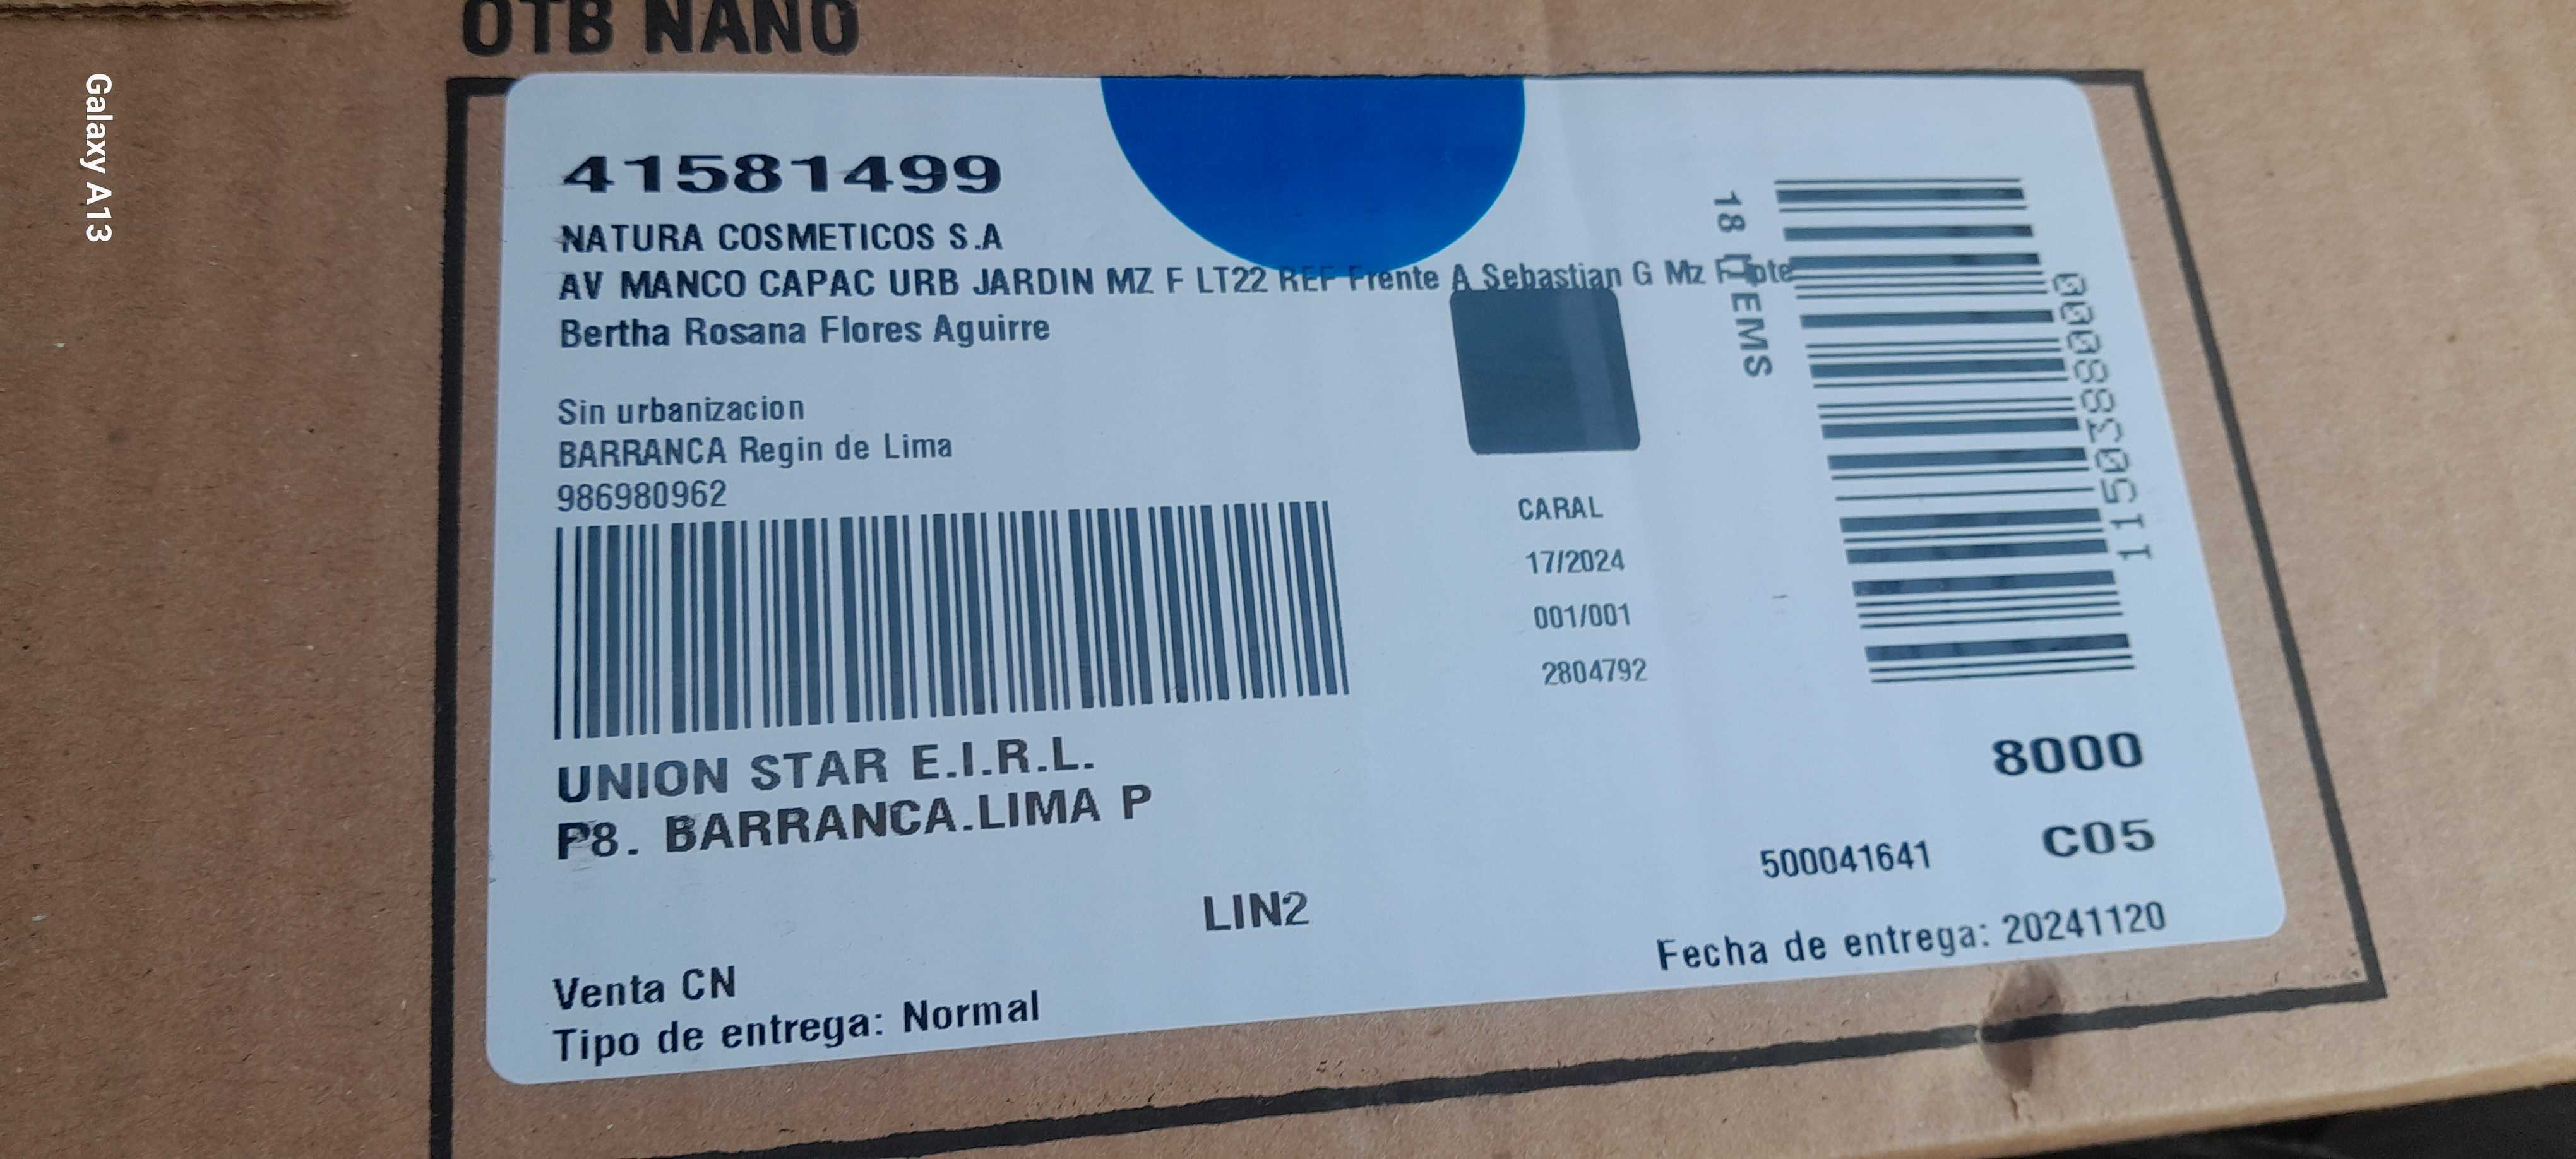 OTB NANO
Galaxy A13
41581499
NATURA COSMETICOS S.A
AV MANCO CAPAC URB JARDIN MZ F LT22 REF Frente A Sebastian G Mz
Bertha Rosana Flores Aguirre
18 ITEMS
Sin urbanizacion
BARRANCA Regin de Lima
986980962
1150388000
CARAL
17/2024
001/001
2804792
UNION STAR E.I.R.L.
P8. BARRANCA.LIMA P
8000
500041641 C05
LIN2
Fecha de entrega: 20241120
Venta CN
Tipo de entrega: Normal